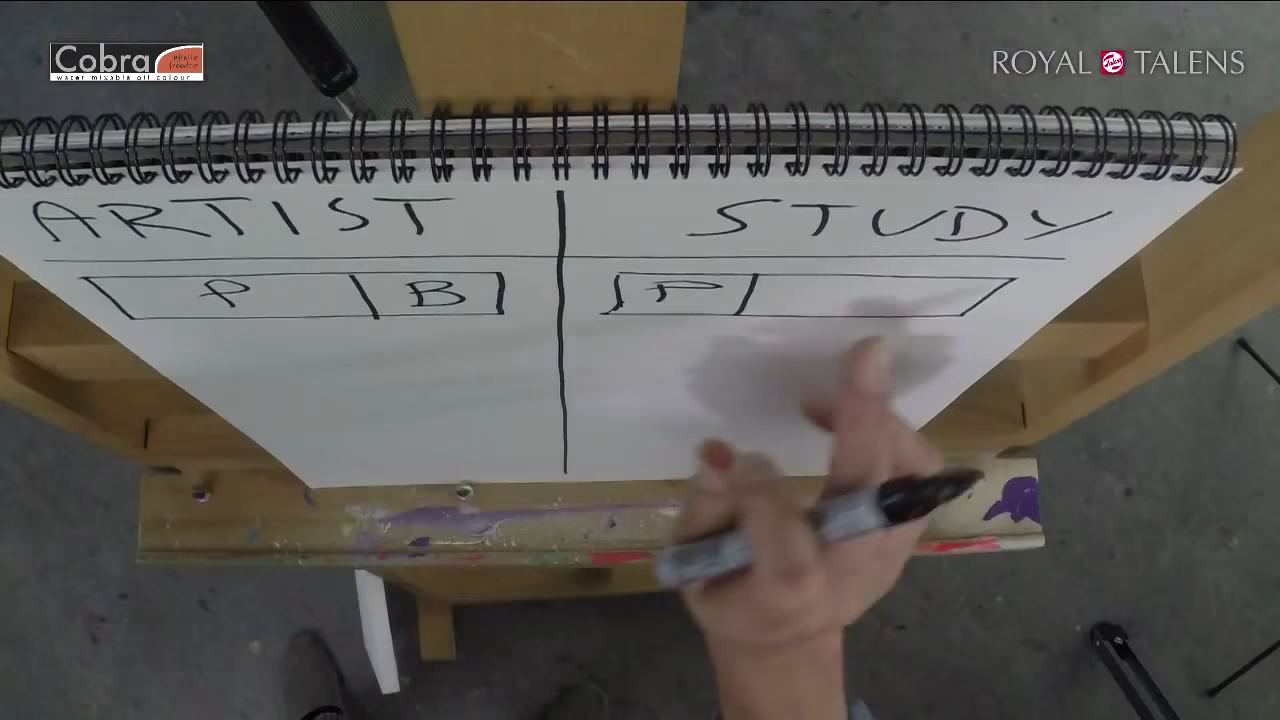 Cobra
water mixable oil colour
ROYAL TALENS
ARTIST
STUDY
P B
P